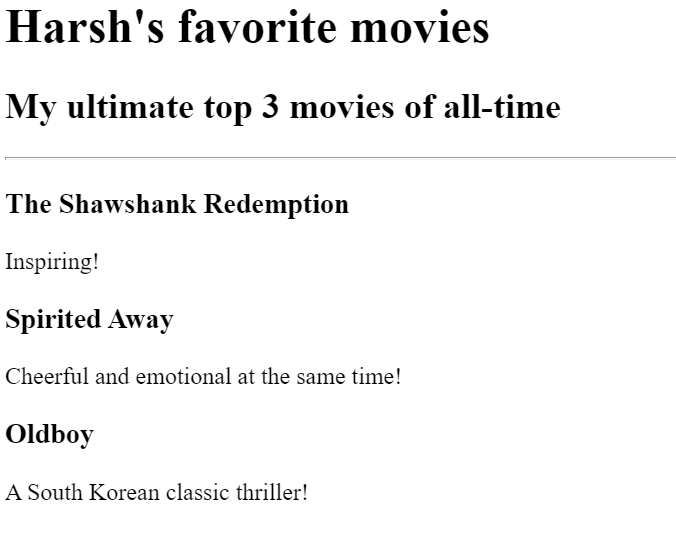 Harsh's favorite movies
My ultimate top 3 movies of all-time
The Shawshank Redemption
Inspiring!
Spirited Away
Cheerful and emotional at the same time!
Oldboy
A South Korean classic thriller!